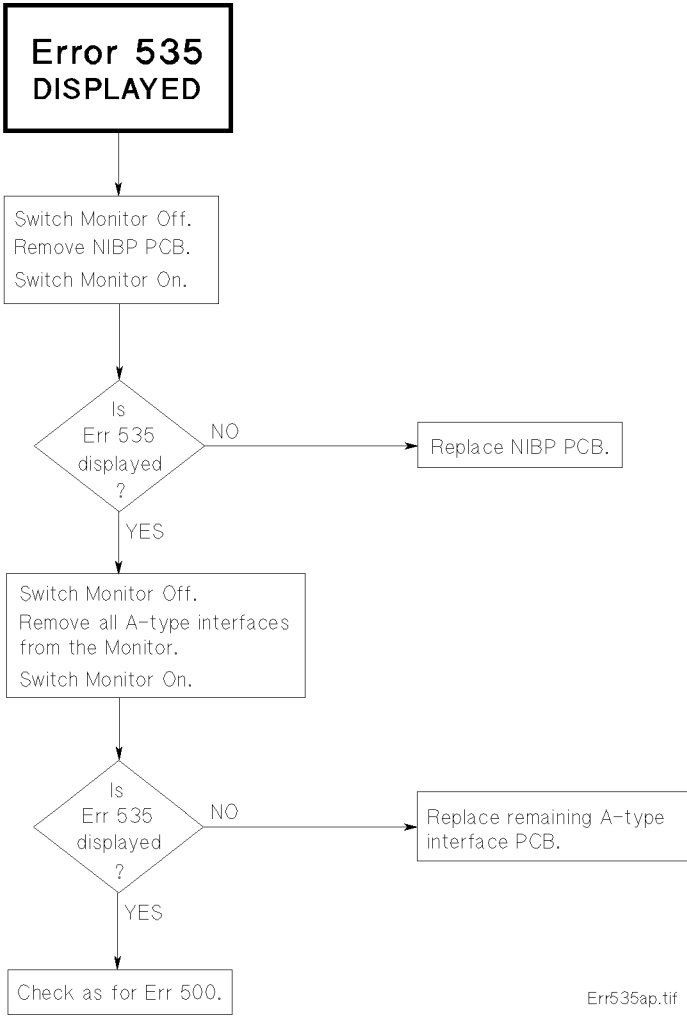 Error 535
DISPLAYED
Switch Monitor Off.
Remove NIBP PCB.
Switch Monitor On.
Is
Err 535
displayed
?
NO
Replace NIBP PCB.
YES
Switch Monitor Off.
Remove all A-type interfaces
from the Monitor.
Switch Monitor On.
Is
Err 535
displayed
?
NO
Replace remaining A-type
interface PCB.
YES
Check as for Err 500.
Err535ap.tif